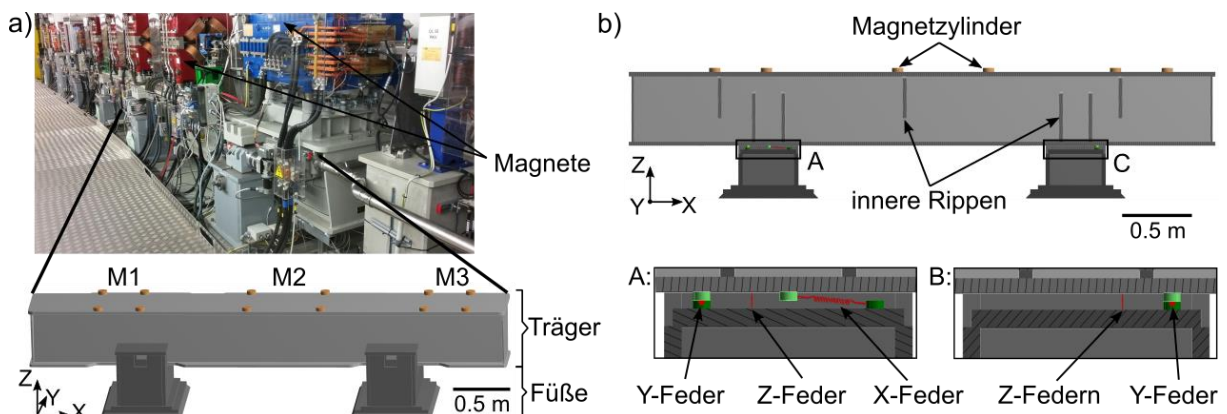 a)
Magnete
M1 M2 M3
Träger
Füße
Z
Y
X
0.5 m
b)
Magnetzylinder
A
C
Z
Y X
innere Rippen
0.5 m
A:
B:
Y-Feder Z-Feder X-Feder
Z-Federn Y-Feder